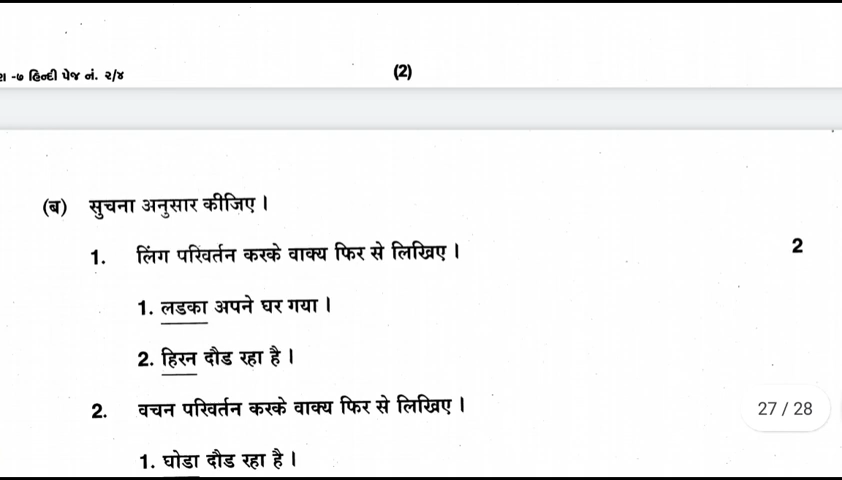 -૭ હિન્દી પેજ નં. ૨/૪
(2)
(ब) सुचना अनुसार कीजिए ।
1. लिंग परिवर्तन करके वाक्य फिर से लिखिए ।
2
1. लडका अपने घर गया ।
2. हिरन दौड रहा है ।
2. वचन परिवर्तन करके वाक्य फिर से लिखिए ।
27 / 28
1. घोडा दौड रहा है ।